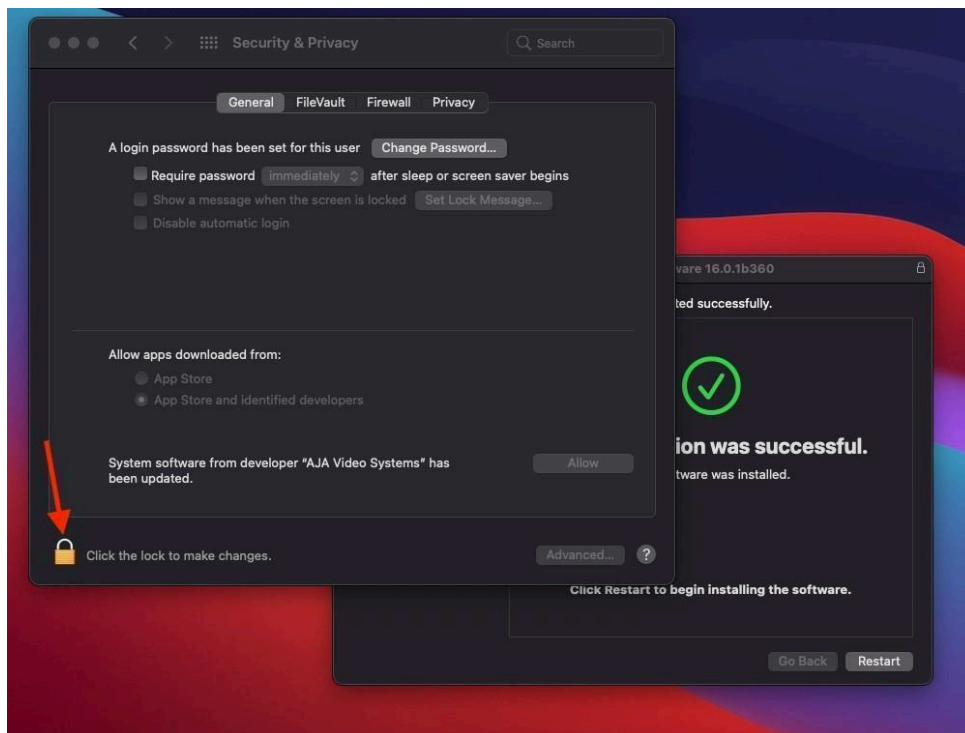 Security & Privacy
Search
General FileVault Firewall Privacy
A login password has been set for this user Change Password...
Require password immediately after sleep or screen saver begins
Show a message when the screen is locked Set Lock Message...
Disable automatic login
Allow apps downloaded from:
App Store
App Store and identified developers
System software from developer “AJA Video Systems” has
been updated.
Allow
Click the lock to make changes.
Advanced... ?
ware 16.0.1b360
ted successfully.
ion was successful.
tware was installed.
Click Restart to begin installing the software.
Go Back Restart